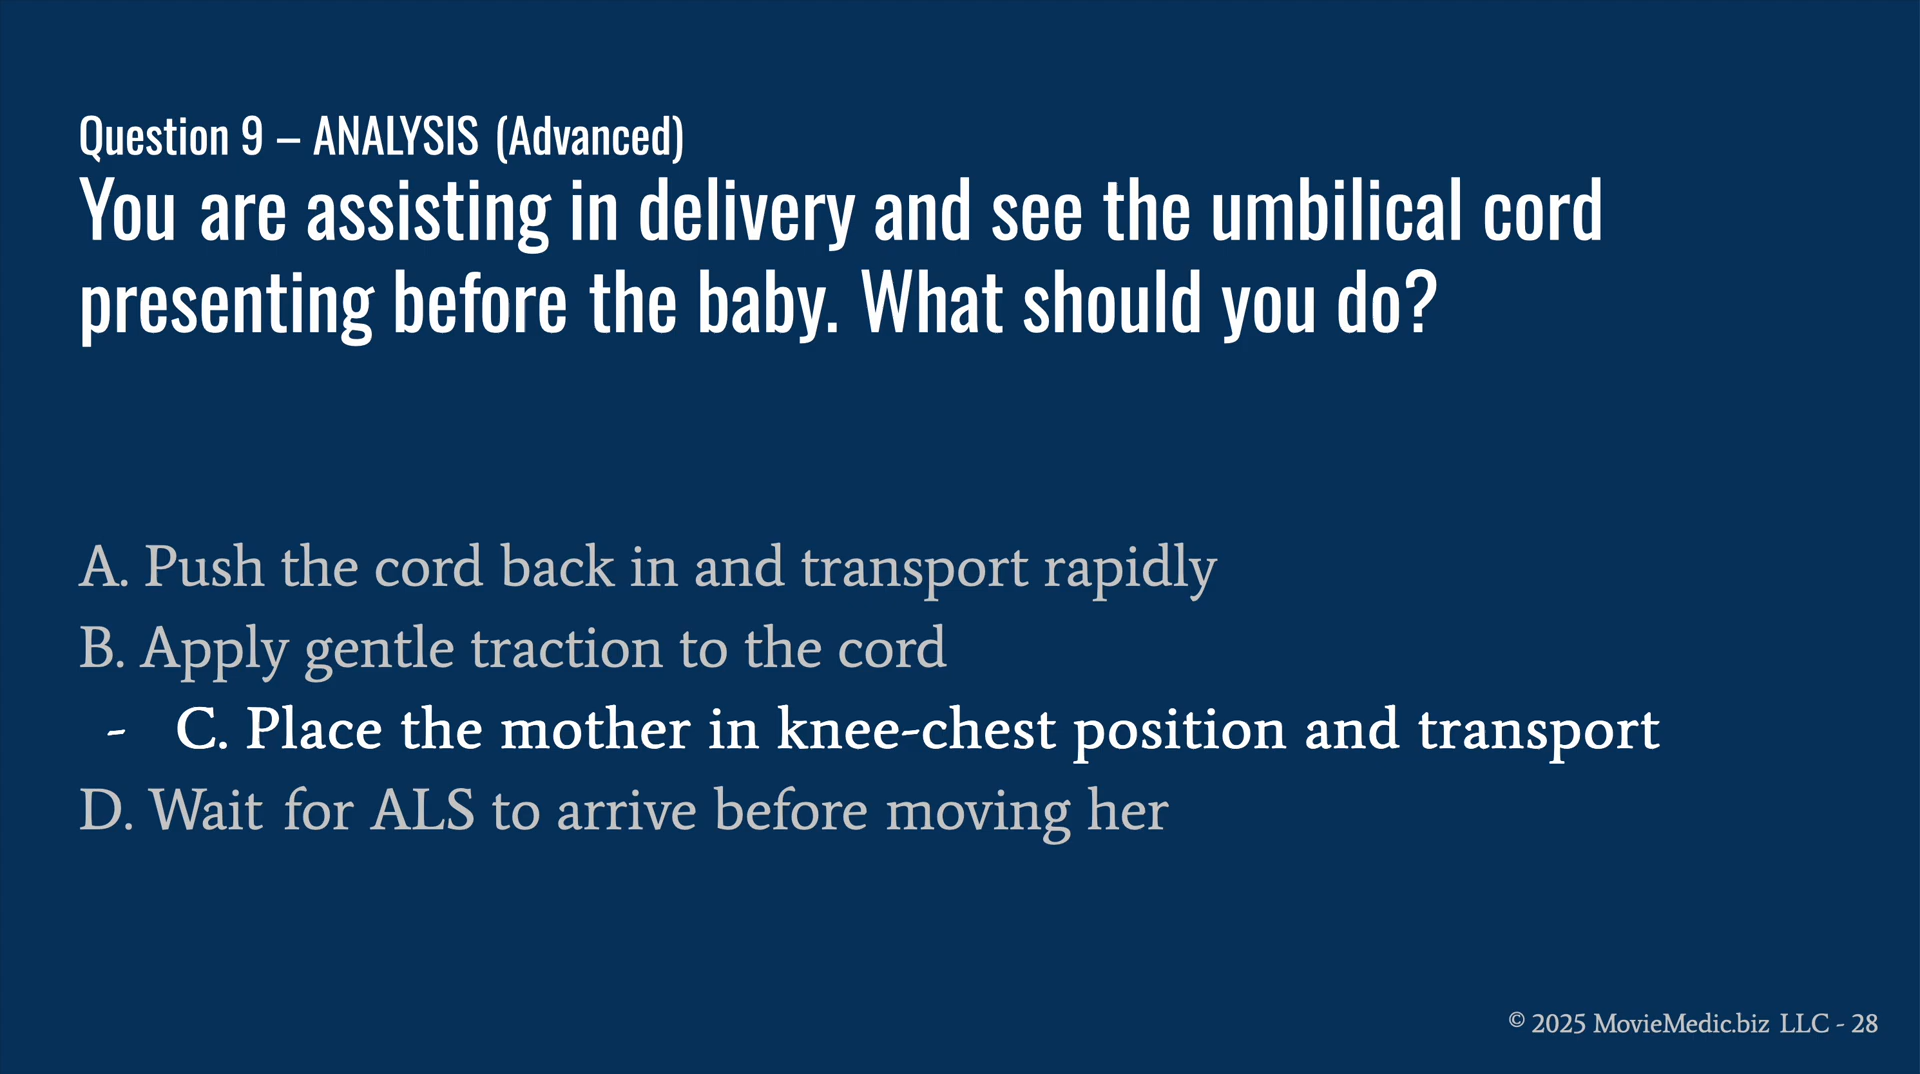 Question 9 – ANALYSIS (Advanced)
You are assisting in delivery and see the umbilical cord
presenting before the baby. What should you do?
A. Push the cord back in and transport rapidly
B. Apply gentle traction to the cord
- C. Place the mother in knee-chest position and transport
D. Wait for ALS to arrive before moving her
© 2025 MovieMedic.biz LLC - 28